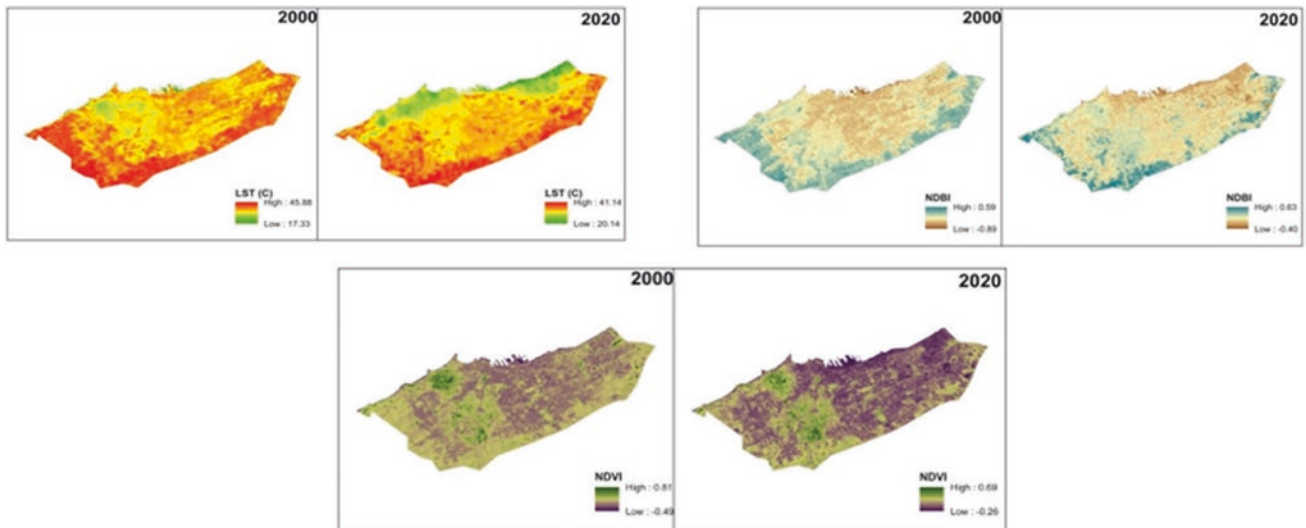 2000
2020
LST (C)
High : 45.88
Low : 17.33
LST (C)
High : 41.14
Low : 20.14
2000
2020
NDBI
High : 0.59
Low : -0.89
NDBI
High : 0.63
Low : -0.40
2000
2020
NDVI
High : 0.81
Low : -0.49
NDVI
High : 0.69
Low : -0.26